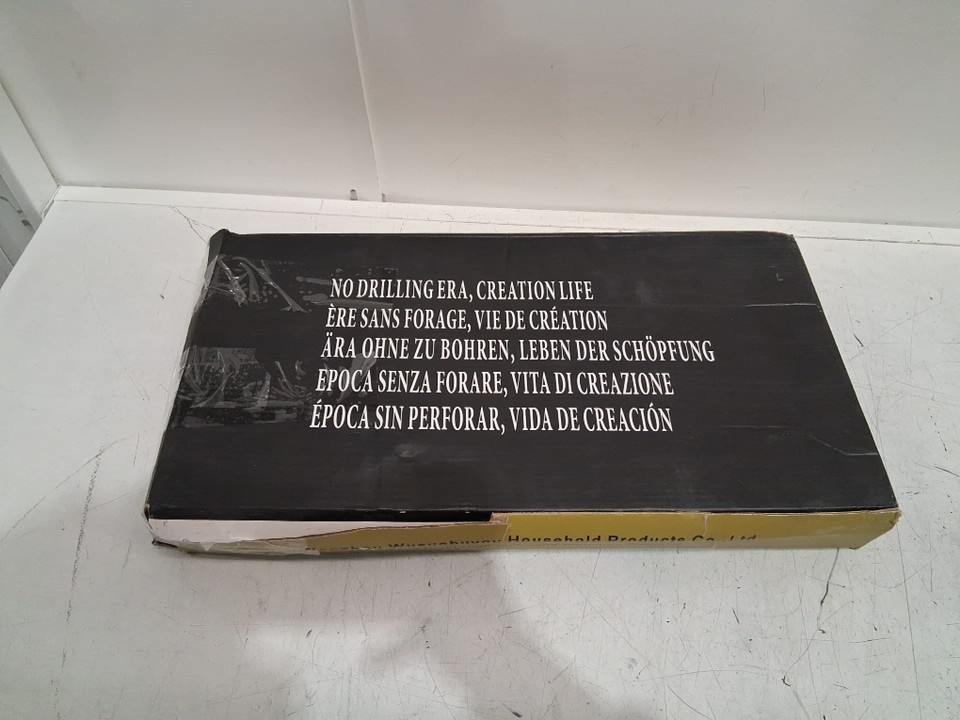 NO DRILLING ERA, CREATION LIFE
ÈRE SANS FORAGE, VIE DE CRÉATION
ÄRA OHNE ZU BOHREN, LEBEN DER SCHÖPFUNG
EPOCA SENZA FORARE, VITA DI CREAZIONE
ÉPOCA SIN PERFORAR, VIDA DE CREACIÓN
Household Products Co., Ltd